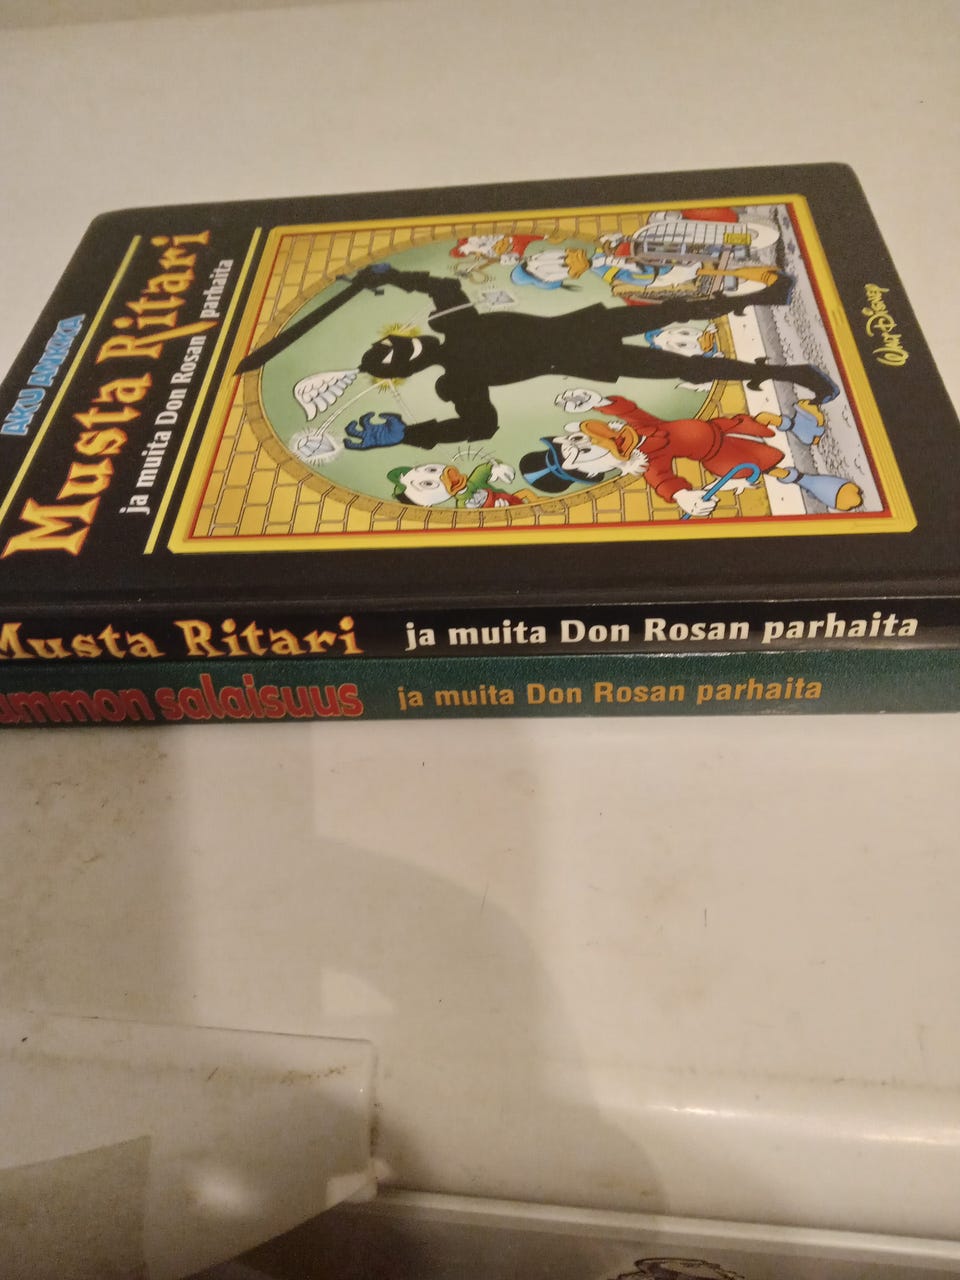 AKU ANKKA
Musta Ritari
ja muita Don Rosan parhaita
Walt Disney
Musta Ritari ja muita Don Rosan parhaita
salaisuus ja muita Don Rosan parhaita